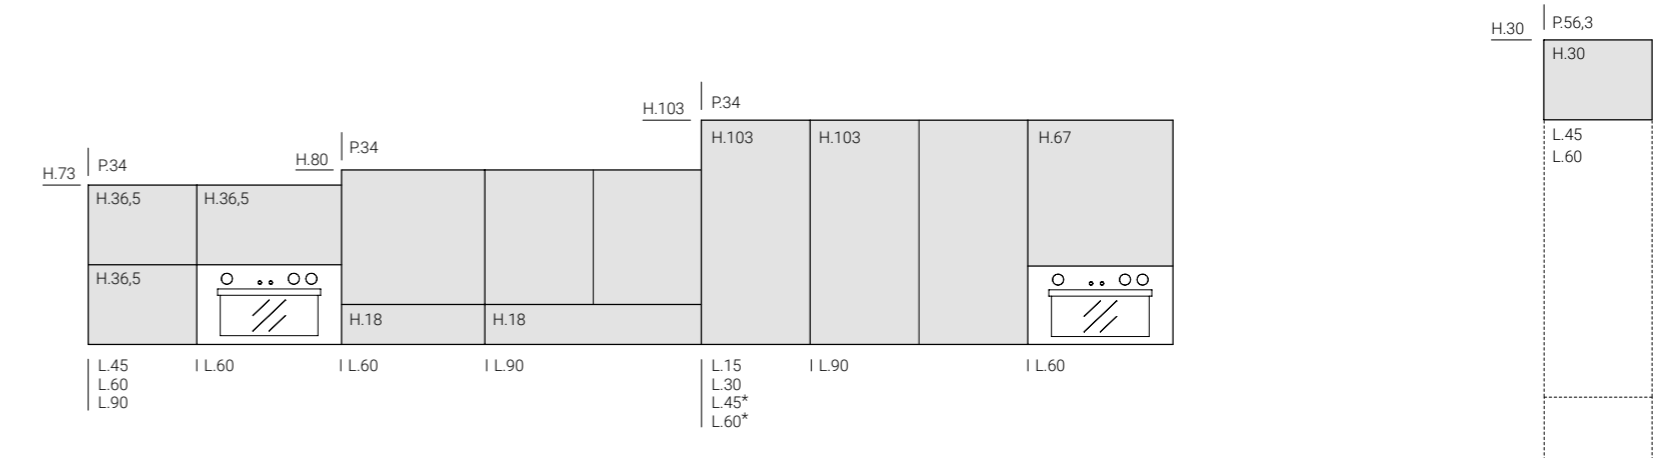 H.73
P.34
H.36,5
H.36,5
H.36,5
L.45
L.60
L.90
L.60
H.80
P.34
H.18
H.18
L.60
L.90
H.103
P.34
H.103
H.103
H.67
L.15
L.30
L.45*
L.60*
L.90
L.60
H.30
P.56,3
H.30
L.45
L.60